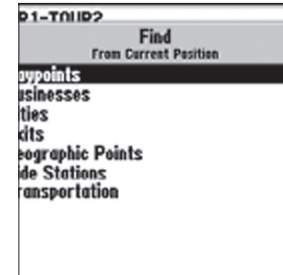 R1-TOUR2
Find
From Current Position
aypoints
usinesses
ities
xits
eographic Points
ide Stations
ransportation